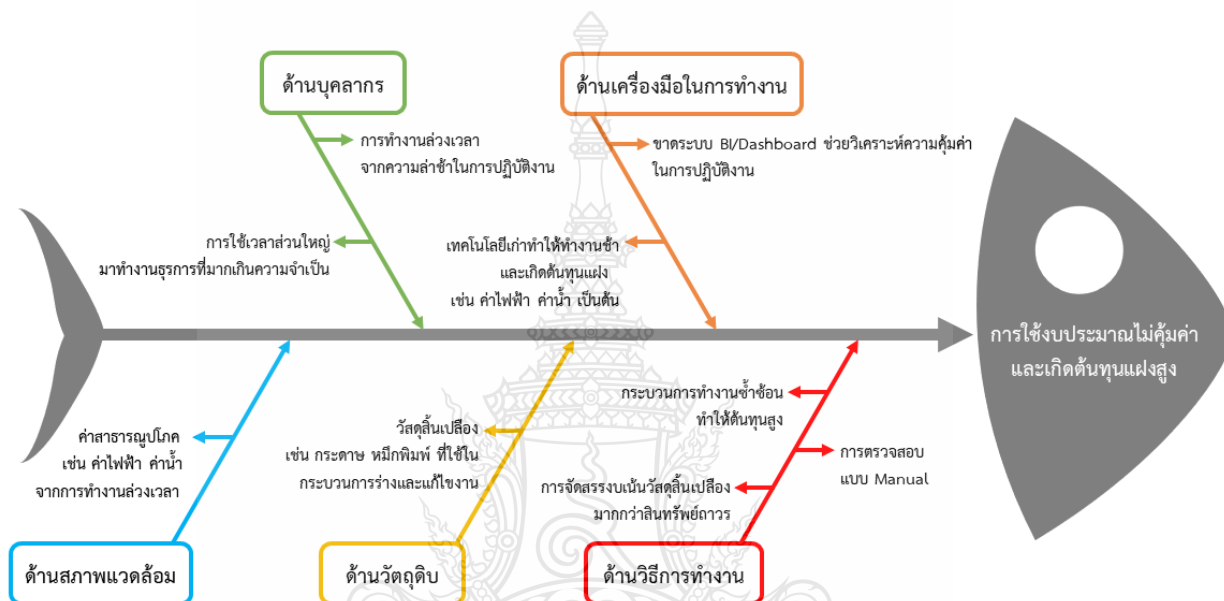 ด้านบุคลากร
ด้านเครื่องมือในการทำงาน
การทำงานล่วงเวลา
จากความล่าช้าในการปฏิบัติงาน
ขาดระบบ BI/Dashboard ช่วยวิเคราะห์ความคุ้มค่า
ในการปฏิบัติงาน
การใช้เวลาส่วนใหญ่
มาทำงานธุรการที่มากเกินความจำเป็น
เทคโนโลยีเก่าทำให้ทำงานช้า
และเกิดต้นทุนแฝง
เช่น ค่าไฟฟ้า ค่าน้ำ เป็นต้น
การใช้งบประมาณไม่คุ้มค่า
และเกิดต้นทุนแฝงสูง
ค่าสาธารณูปโภค
เช่น ค่าไฟฟ้า ค่าน้ำ
จากการทำงานล่วงเวลา
วัสดุสิ้นเปลือง
เช่น กระดาษ หมึกพิมพ์ ที่ใช้ใน
กระบวนการร่างและแก้ไขงาน
กระบวนการทำงานซ้ำซ้อน
ทำให้ต้นทุนสูง
การตรวจสอบ
แบบ Manual
การจัดสรรงบเน้นวัสดุสิ้นเปลือง
มากกว่าสินทรัพย์ถาวร
ด้านสภาพแวดล้อม
ด้านวัตถุดิบ
ด้านวิธีการทำงาน